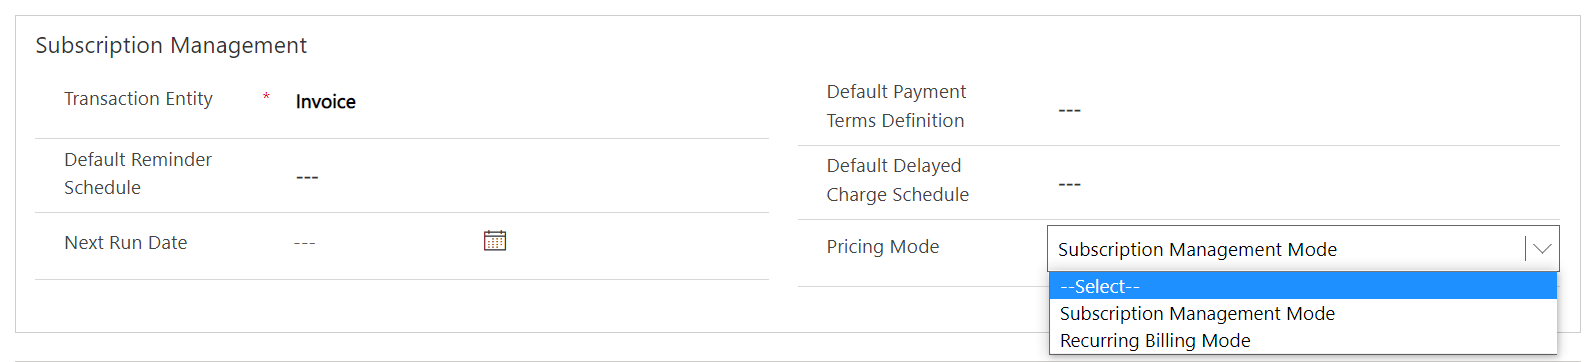 Subscription Management
Transaction Entity * Invoice
Default Reminder
Schedule
---
Next Run Date ---
Default Payment
Terms Definition
---
Default Delayed
Charge Schedule
---
Pricing Mode Subscription Management Mode
--Select--
Subscription Management Mode
Recurring Billing Mode